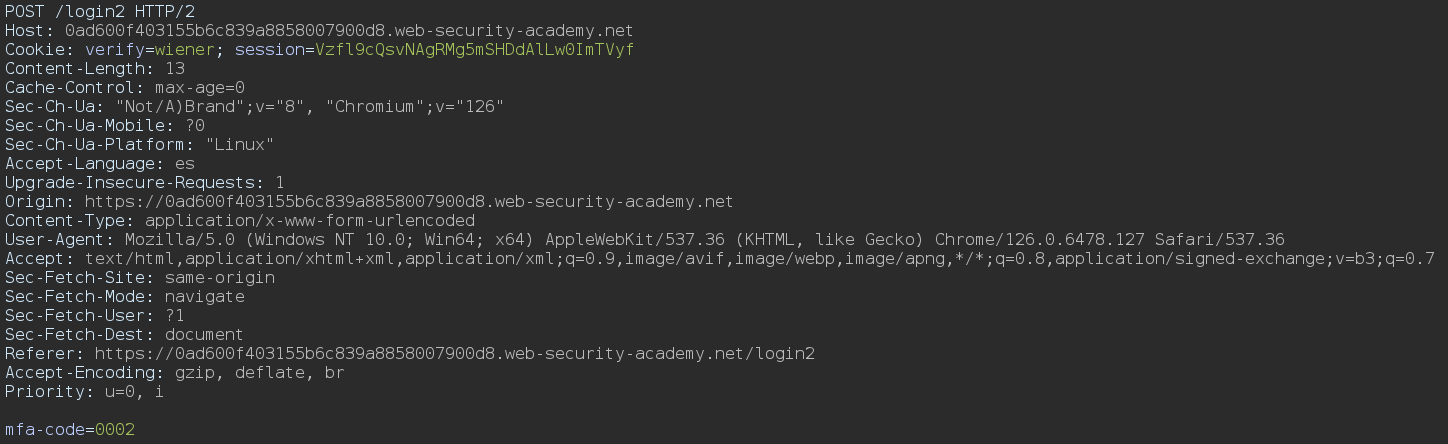 POST /login2 HTTP/2
Host: 0ad600f403155b6c839a8858007900d8.web-security-academy.net
Cookie: verify=wiener; session=Vzfl9cQsvNAgRMg5mSHDdAlLw0ImTVyf
Content-Length: 13
Cache-Control: max-age=0
Sec-Ch-Ua: "Not/A)Brand";v="8", "Chromium";v="126"
Sec-Ch-Ua-Mobile: ?0
Sec-Ch-Ua-Platform: "Linux"
Accept-Language: es
Upgrade-Insecure-Requests: 1
Origin: https://0ad600f403155b6c839a8858007900d8.web-security-academy.net
Content-Type: application/x-www-form-urlencoded
User-Agent: Mozilla/5.0 (Windows NT 10.0; Win64; x64) AppleWebKit/537.36 (KHTML, like Gecko) Chrome/126.0.6478.127 Safari/537.36
Accept: text/html,application/xhtml+xml,application/xml;q=0.9,image/avif,image/webp,image/apng,*/*;q=0.8,application/signed-exchange;v=b3;q=0.7
Sec-Fetch-Site: same-origin
Sec-Fetch-Mode: navigate
Sec-Fetch-User: ?1
Sec-Fetch-Dest: document
Referer: https://0ad600f403155b6c839a8858007900d8.web-security-academy.net/login2
Accept-Encoding: gzip, deflate, br
Priority: u=0, i
mfa-code=0002